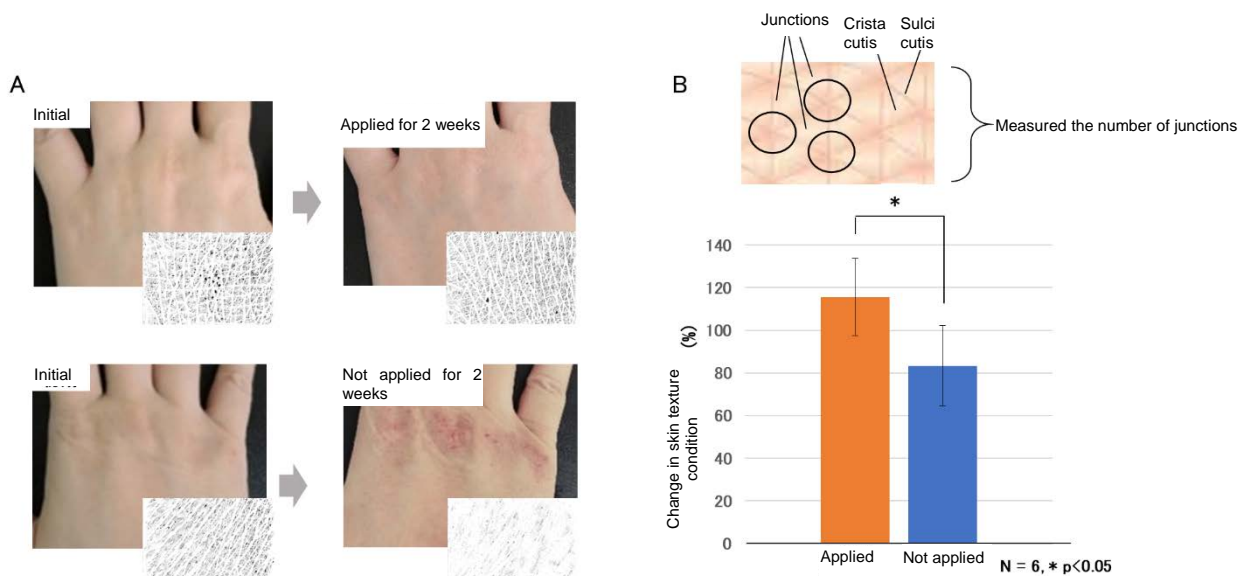 A
Initial
Applied for 2 weeks
Initial
Not applied for 2
weeks
B
Junctions
Crista
cutis
Sulci
cutis
Measured the number of junctions
*
Change in skin texture
condition
(%)
140
120
100
80
60
40
20
0
Applied
Not applied
N = 6, * p<0.05